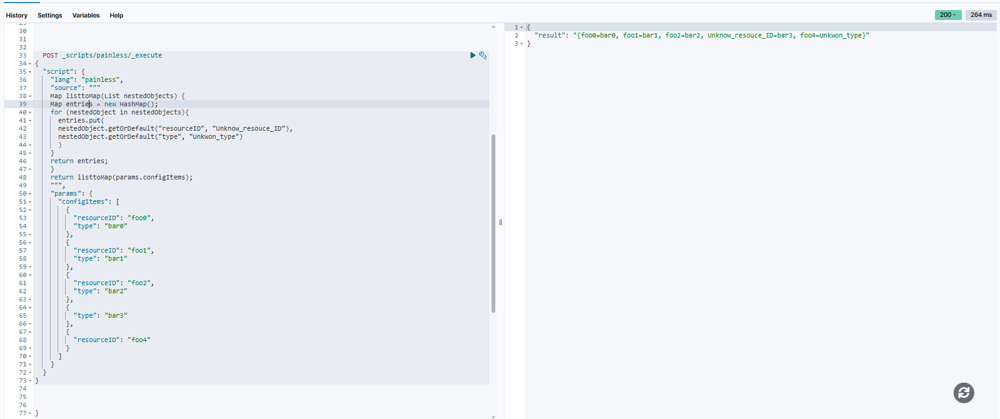 History Settings Variables Help
200 - 264 ms
29
30
31
32
33 POST _scripts/painless/_execute
34 {
35 "script": {
36 "lang": "painless",
37 "source": """
38 Map listtoMap(List nestedObjects) {
39 Map entries = new HashMap();
40 for (nestedObject in nestedObjects){
41 entries.put(
42 nestedObject.getOrDefault("resourceID", "Unknow_resouce_ID"),
43 nestedObject.getOrDefault("type", "Unkwon_type")
44 )
45 }
46 return entries;
47 }
48 return listtoMap(params.configItems);
49 """,
50 "params": {
51 "configItems": [
52 {
53 "resourceID": "foo0",
54 "type": "bar0"
55 },
56 {
57 "resourceID": "foo1",
58 "type": "bar1"
59 },
60 {
61 "resourceID": "foo2",
62 "type": "bar2"
63 },
64 {
65 "type": "bar3"
66 },
67 {
68 "resourceID": "foo4"
69 }
70 ]
71 }
72 }
73 }
74
75
76
77 }
1 {
2 "result": "{foo0=bar0, foo1=bar1, foo2=bar2, Unknow_resouce_ID=bar3, foo4=Unkwon_type}"
3 }